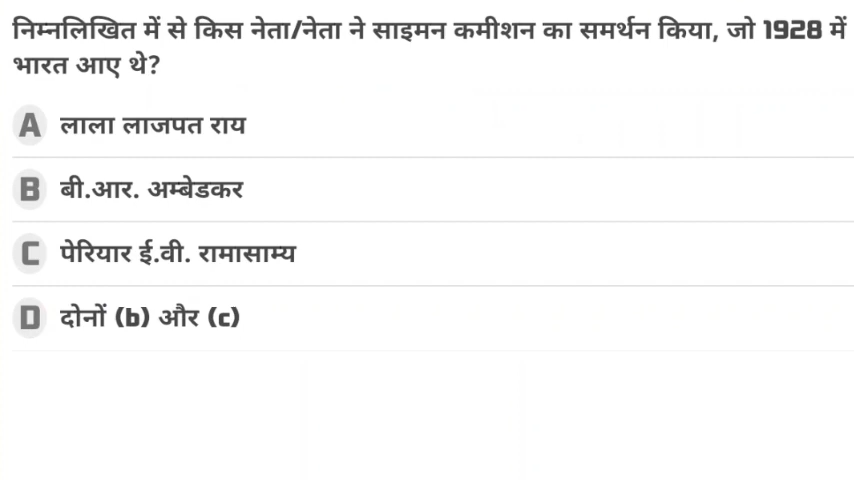 निम्नलिखित में से किस नेता/नेता ने साइमन कमीशन का समर्थन किया, जो 1928 में
भारत आए थे?
A लाला लाजपत राय
B बी.आर. अम्बेडकर
C पेरियार ई.वी. रामासाम्य
D दोनों (b) और (c)